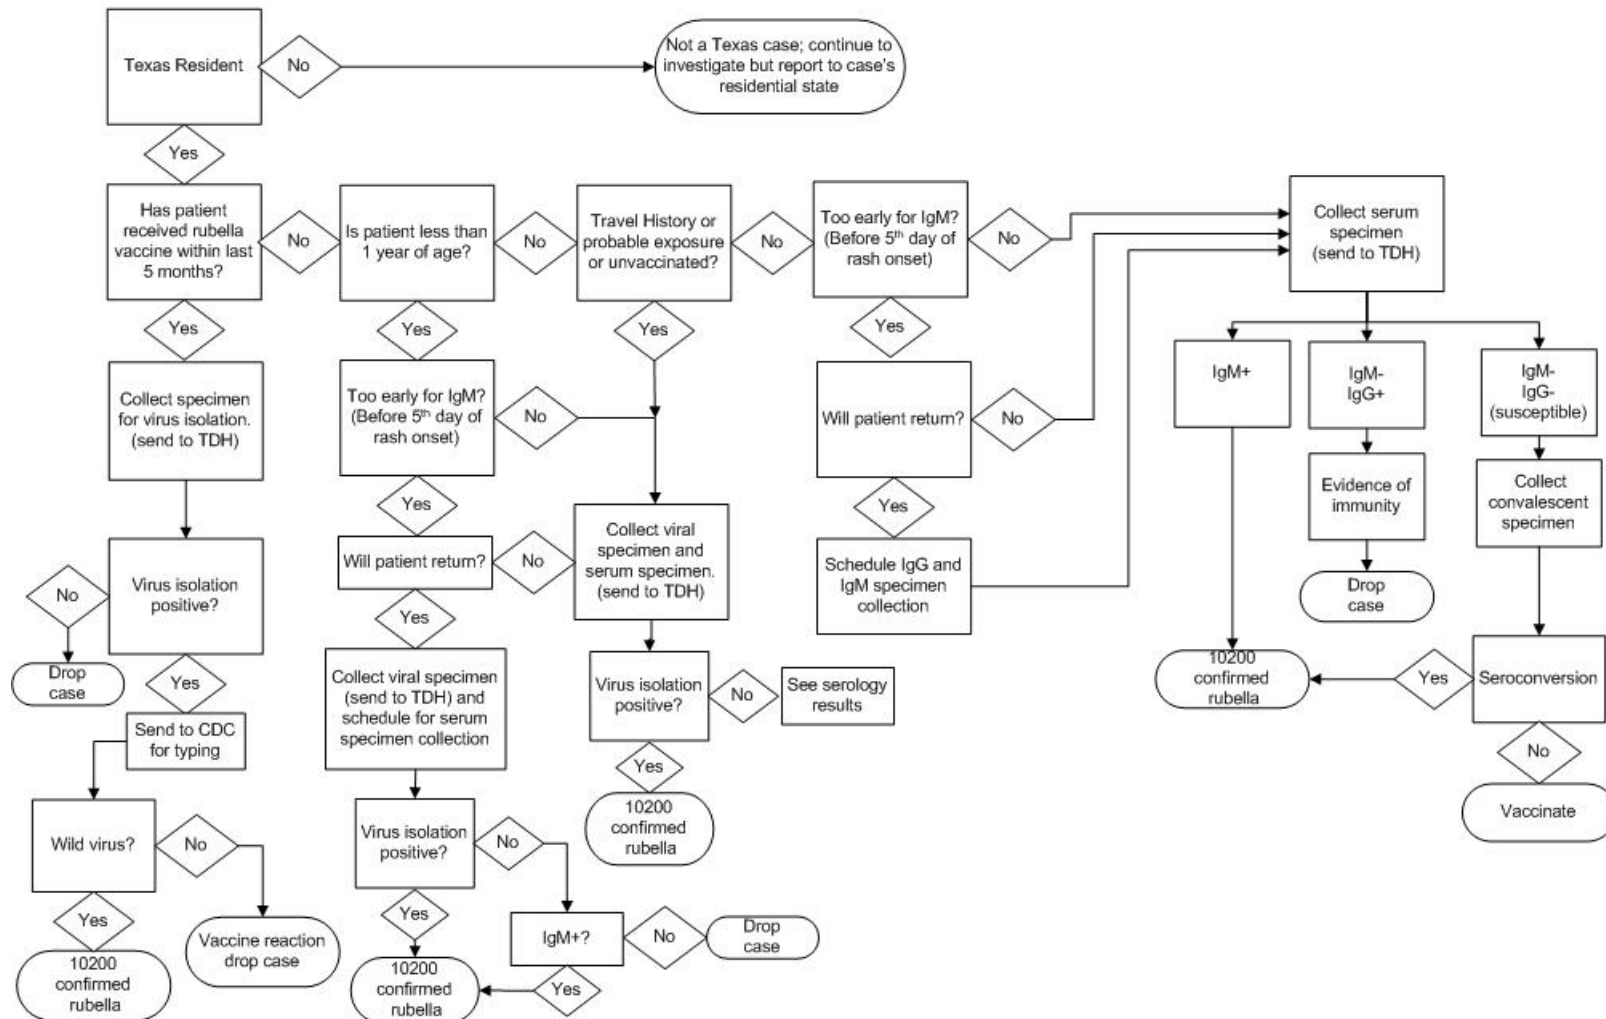 Texas Resident
No
Not a Texas case; continue to
investigate but report to case's
residential state
Yes
Has patient
received rubella
vaccine within last
5 months?
No
Is patient less than
1 year of age?
No
Travel History or
probable exposure
or unvaccinated?
No
Too early for IgM?
(Before 5th day of
rash onset)
No
Collect serum
specimen
(send to TDH)
Yes
Yes
Yes
Yes
Collect specimen
for virus isolation.
(send to TDH)
Too early for IgM?
(Before 5th day of
rash onset)
No
Will patient return?
No
IgM+
IgM-
IgG+
IgM-
IgG-
(susceptible)
Yes
Yes
Evidence of
immunity
Collect
convalescent
specimen
Will patient return?
No
Collect viral
specimen and
serum specimen.
(send to TDH)
Schedule IgG and
IgM specimen
collection
Drop
case
No
Virus isolation
positive?
Yes
Drop
case
Yes
Collect viral specimen
(send to TDH) and
schedule for serum
specimen collection
Virus isolation
positive?
No
See serology
results
10200
confirmed
rubella
Yes
Seroconversion
Send to CDC
for typing
Yes
No
Wild virus?
No
Virus isolation
positive?
No
10200
confirmed
rubella
Vaccinate
Yes
Vaccine reaction
drop case
Yes
IgM+?
No
Drop
case
10200
confirmed
rubella
10200
confirmed
rubella
Yes